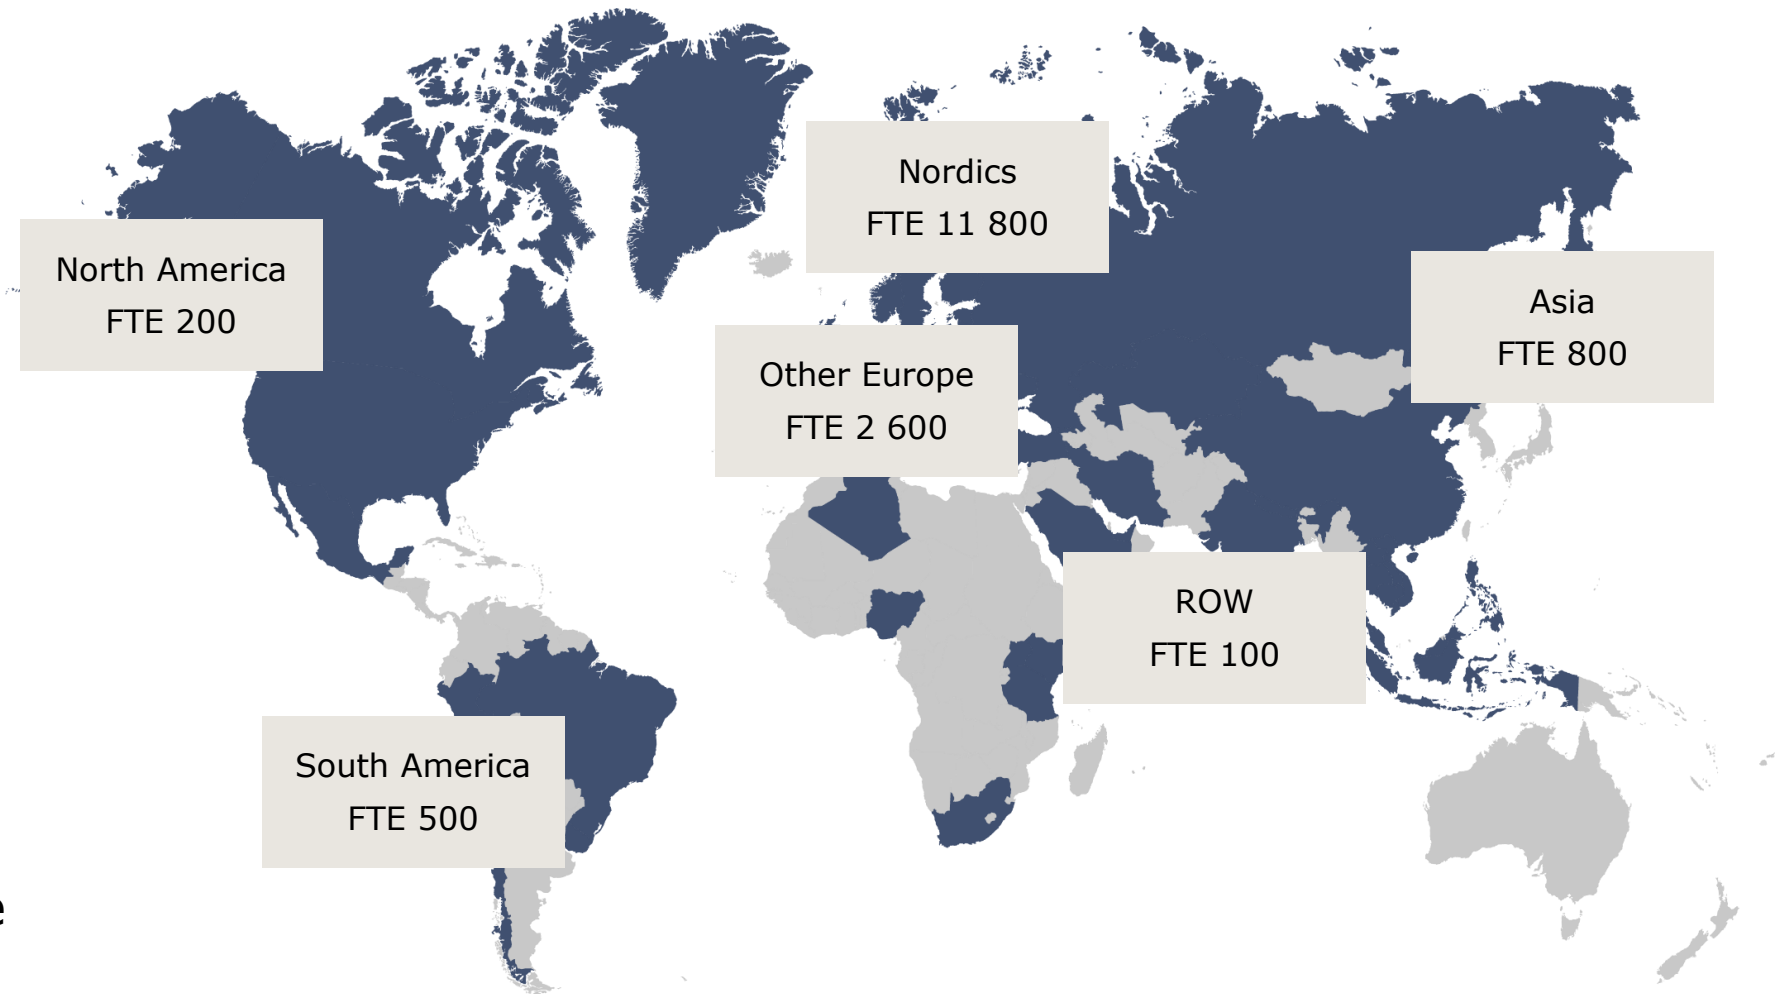 Nordics
FTE 11 800
North America
FTE 200
Asia
FTE 800
Other Europe
FTE 2 600
ROW
FTE 100
South America
FTE 500
e